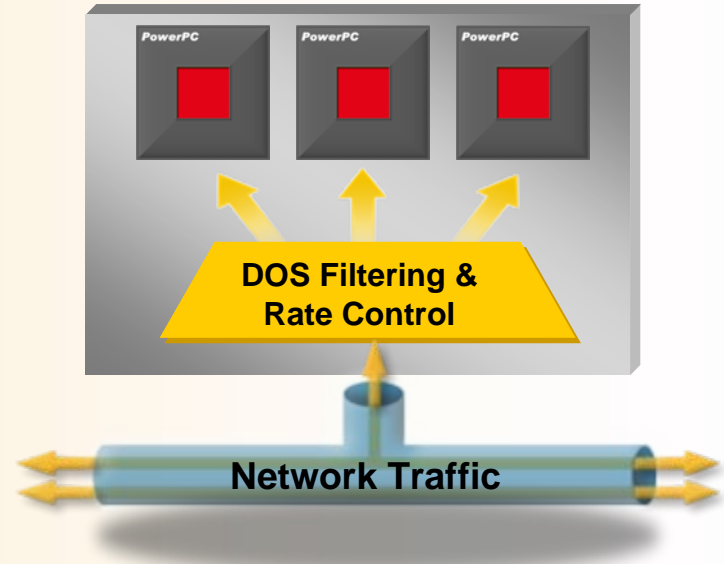 PowerPC
PowerPC
PowerPC
DOS Filtering &
Rate Control
Network Traffic